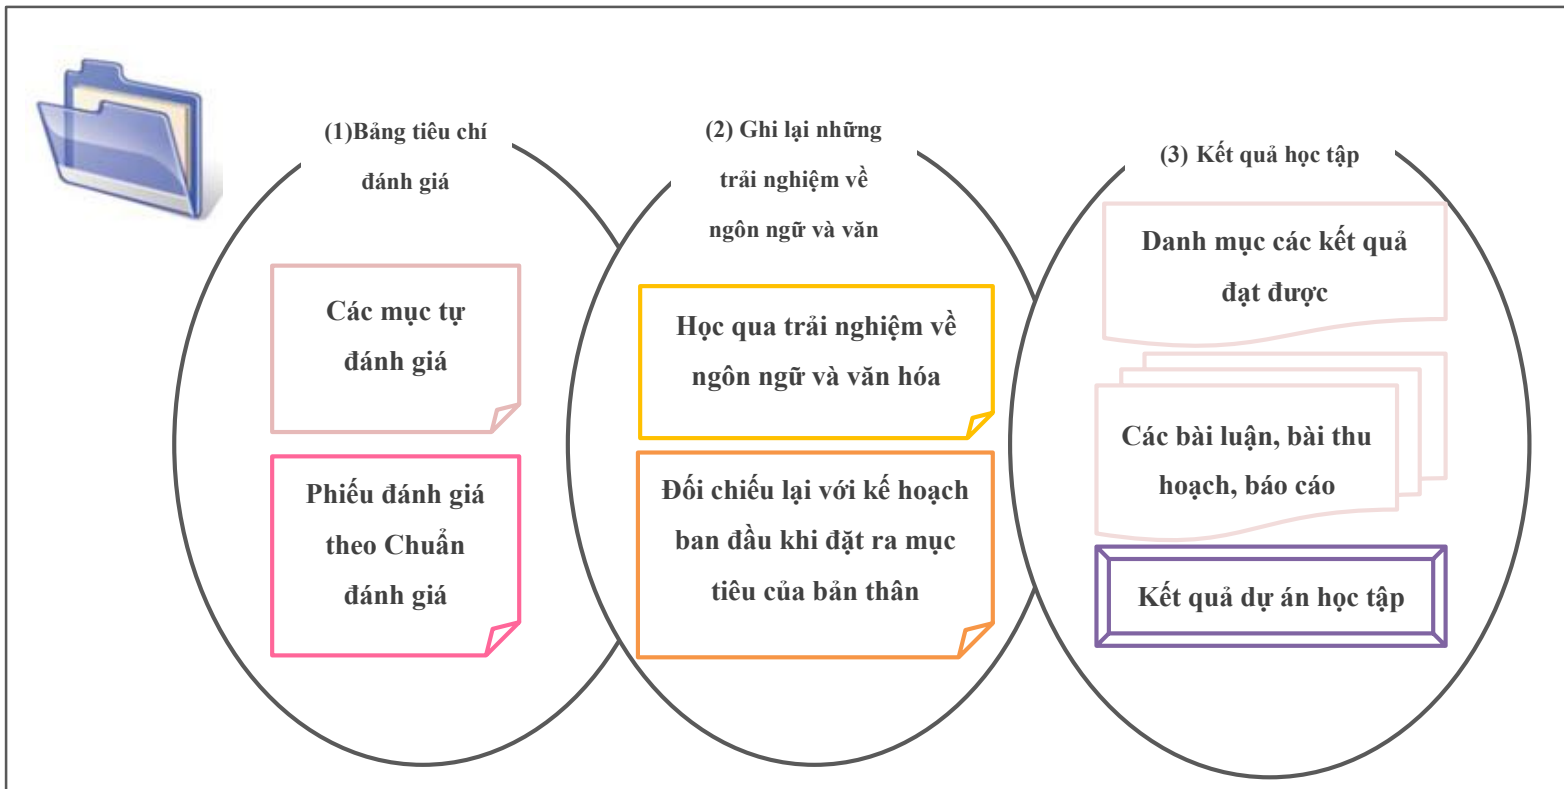 (1)Bảng tiêu chí
đánh giá
Các mục tự
đánh giá
Phiếu đánh giá
theo Chuẩn
đánh giá
(2) Ghi lại những
trải nghiệm về
ngôn ngữ và văn
Học qua trải nghiệm về
ngôn ngữ và văn hóa
Đối chiếu lại với kế hoạch
ban đầu khi đặt ra mục
tiêu của bản thân
(3) Kết quả học tập
Danh mục các kết quả
đạt được
Các bài luận, bài thu
hoạch, báo cáo
Kết quả dự án học tập